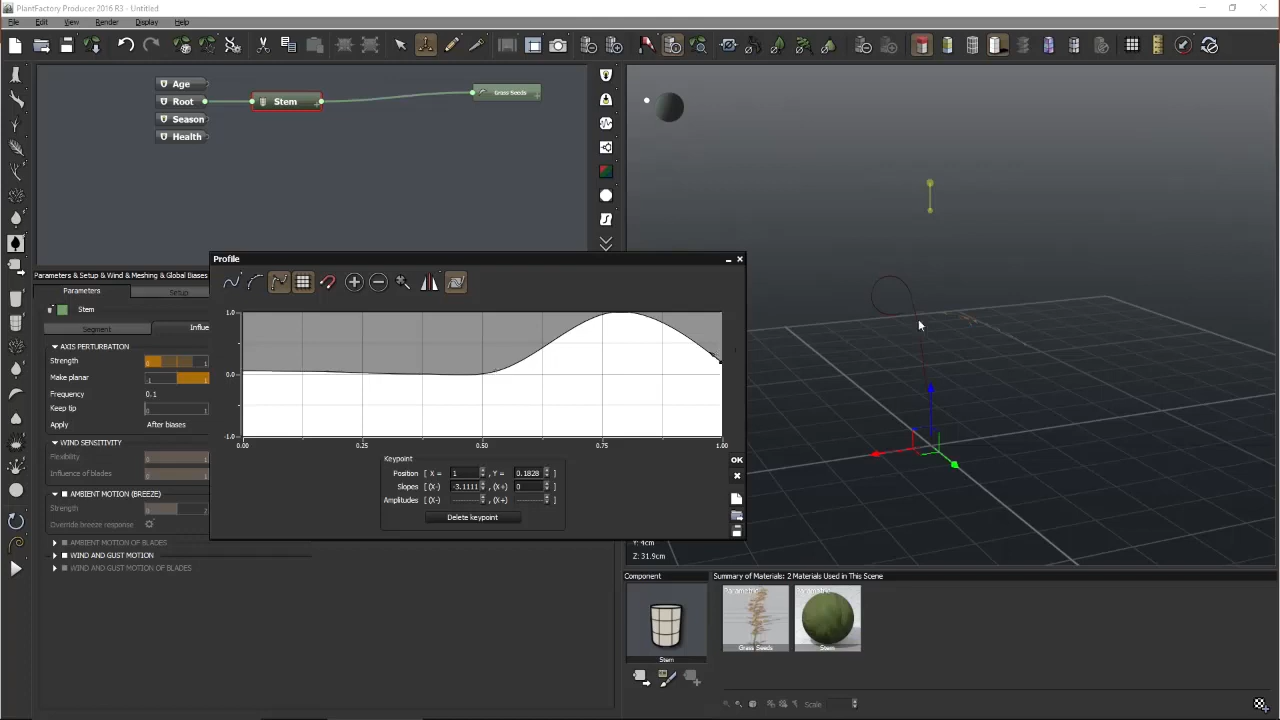 PlantFactory Producer 2016 R3 - Untitled
File Edit View Render Display Help
Age
Root
Stem
Grass Seeds
Season
Health
Profile
Parameters & Setup & Wind & Meshing & Global Biases
Parameters
Setup
Stem
Segment
Influe
AXIS PERTURBATION
Strength
Make planar
Frequency 0.1
Keep tip
Apply After biases
WIND SENSITIVITY
Flexibility
Influence of blades
AMBIENT MOTION (BREEZE)
Strength
Override breeze response
AMBIENT MOTION OF BLADES
WIND AND GUST MOTION
WIND AND GUST MOTION OF BLADES
1.0
0.0
-1.0
0.00 0.25 0.50 0.75 1.00
Keypoint
Position [ X = 1 , Y = 0.1828 ]
Slopes [ (X-) -3.1111 , (X+) 0 ]
Amplitudes [ (X-) , (X+) ]
Delete keypoint
OK
Y: 4cm
Z: 31.9cm
Component
Stem
Summary of Materials: 2 Materials Used in This Scene
Parametric
Grass Seeds
Parametric
Stem
Scale